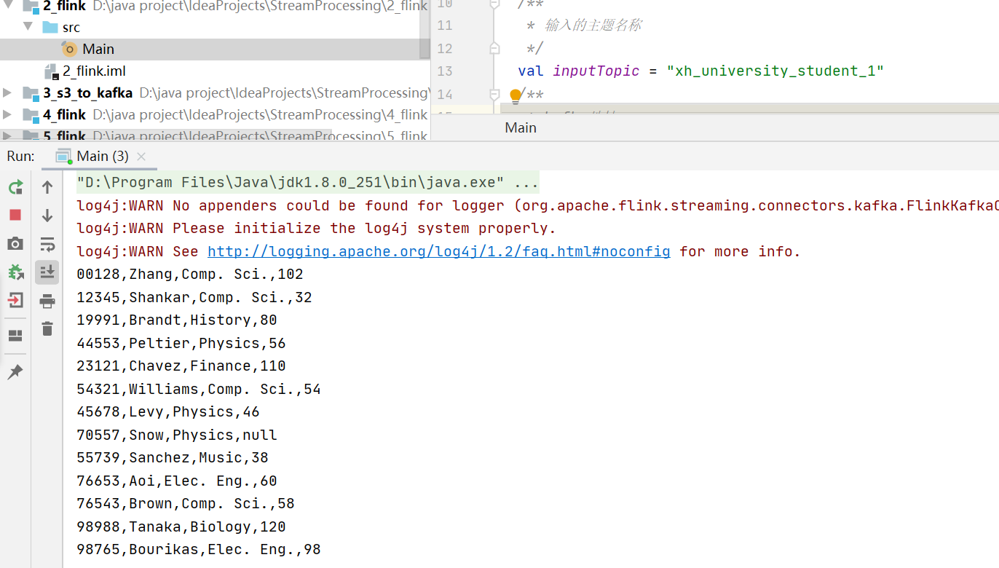 2_flink D:\java project\IdeaProjects\StreamProcessing\2_flink
src
Main
2_flink.iml
3_s3_to_kafka D:\java project\IdeaProjects\StreamProcessing\
4_flink D:\java project\IdeaProjects\StreamProcessing\4_flink
5_flink D:\java project\IdeaProjects\StreamProcessing\5_flink
10 /**
11 * 输入的主题名称
12 */
13 val inputTopic = "xh_university_student_1"
14 /**
Main
Run: Main (3)
"D:\Program Files\Java\jdk1.8.0_251\bin\java.exe" ...
log4j:WARN No appenders could be found for logger (org.apache.flink.streaming.connectors.kafka.FlinkKafkaC
log4j:WARN Please initialize the log4j system properly.
log4j:WARN See http://logging.apache.org/log4j/1.2/faq.html#noconfig for more info.
00128,Zhang,Comp. Sci.,102
12345,Shankar,Comp. Sci.,32
19991,Brandt,History,80
44553,Peltier,Physics,56
23121,Chavez,Finance,110
54321,Williams,Comp. Sci.,54
45678,Levy,Physics,46
70557,Snow,Physics,null
55739,Sanchez,Music,38
76653,Aoi,Elec. Eng.,60
76543,Brown,Comp. Sci.,58
98988,Tanaka,Biology,120
98765,Bourikas,Elec. Eng.,98